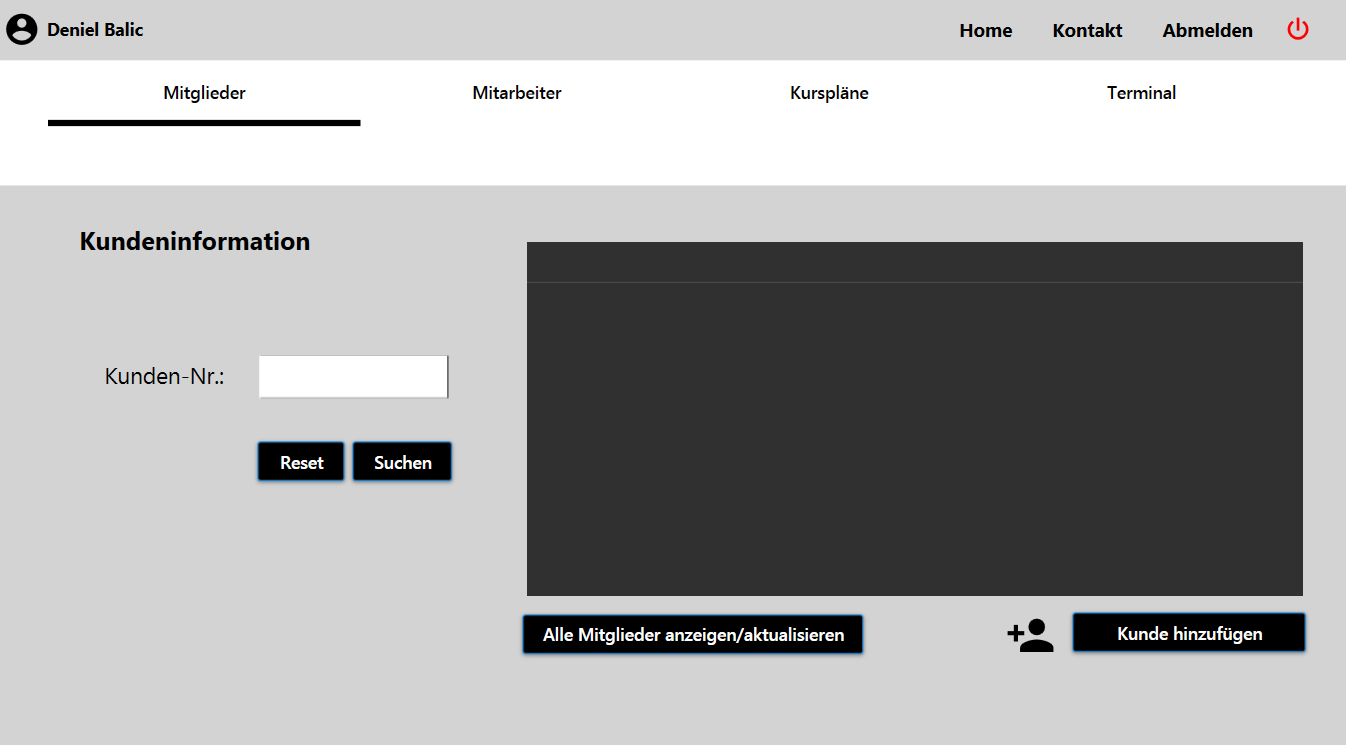 Deniel Balic
Home Kontakt Abmelden
Mitglieder Mitarbeiter Kurspläne Terminal
Kundeninformation
Kunden-Nr.:
Reset Suchen
Alle Mitglieder anzeigen/aktualisieren
Kunde hinzufügen